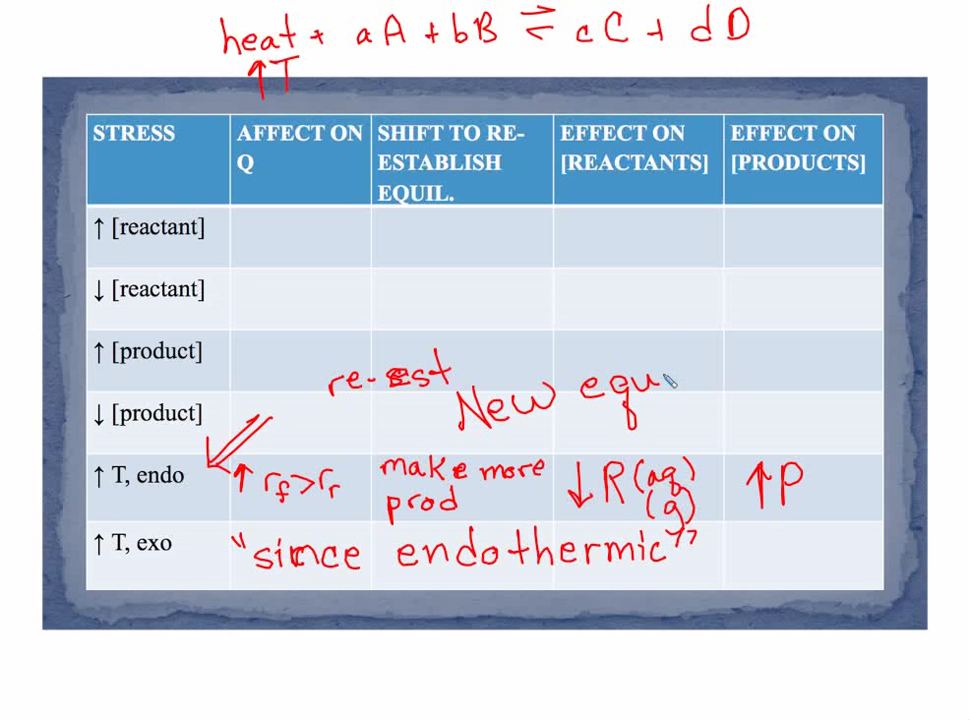 heat + aA + bB ⇌ cC + dD
↑T
STRESS
AFFECT ON
Q
SHIFT TO RE-
ESTABLISH
EQUIL.
EFFECT ON
[REACTANTS]
EFFECT ON
[PRODUCTS]
↑ [reactant]
↓ [reactant]
↑ [product]
re-est
New equ
↓ [product]
↑ T, endo
↑ rf > rr
make more
prod
↓ R (aq)
(g)
↑ P
↑ T, exo
"since endothermic"